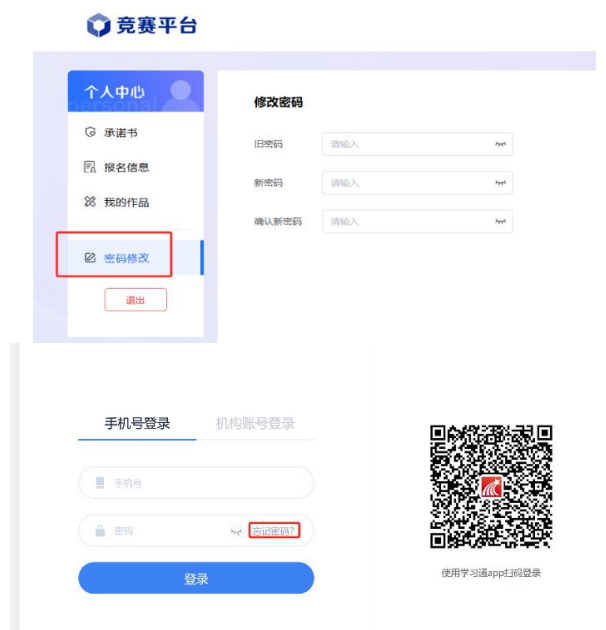 竞赛平台
个人中心
personal
承诺书
报名信息
我的作品
密码修改
退出
修改密码
旧密码 请输入
新密码 请输入
确认新密码 请输入
手机号登录 机构账号登录
手机号
密码 忘记密码?
登录
使用学习通app扫码登录